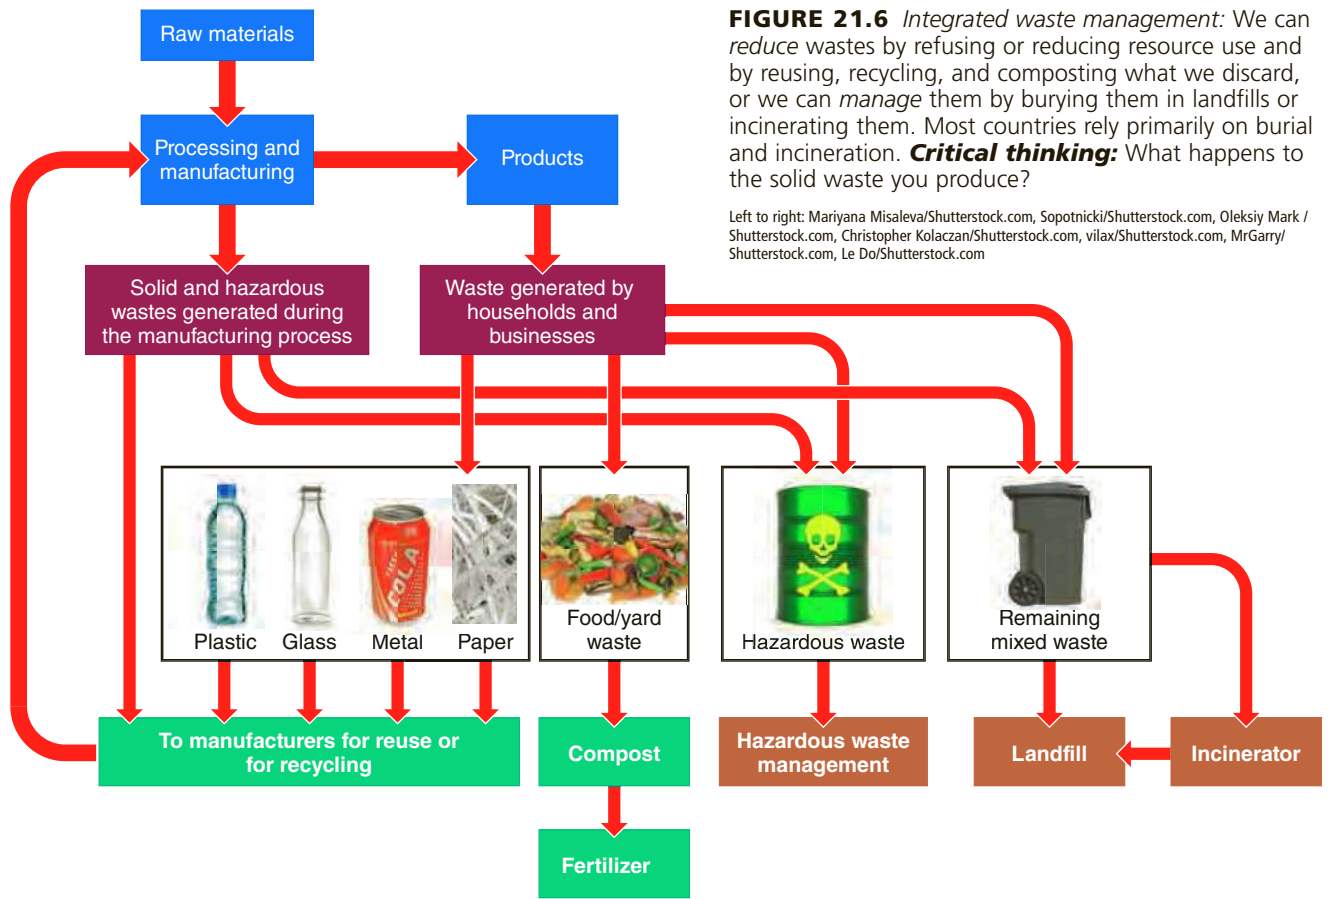 Raw materials
FIGURE 21.6 Integrated waste management: We can
reduce wastes by refusing or reducing resource use and
by reusing, recycling, and composting what we discard,
or we can manage them by burying them in landfills or
incinerating them. Most countries rely primarily on burial
and incineration. Critical thinking: What happens to
the solid waste you produce?
Left to right: Mariyana Misaleva/Shutterstock.com, Sopotnicki/Shutterstock.com, Oleksiy Mark /
Shutterstock.com, Christopher Kolaczan/Shutterstock.com, vilax/Shutterstock.com, MrGarry/
Shutterstock.com, Le Do/Shutterstock.com
Processing and
manufacturing
Products
Solid and hazardous
wastes generated during
the manufacturing process
Waste generated by
households and
businesses
COLA
Plastic
Glass
Metal
Paper
Food/yard
waste
Hazardous waste
Remaining
mixed waste
To manufacturers for reuse or
for recycling
Compost
Hazardous waste
management
Landfill
Incinerator
Fertilizer